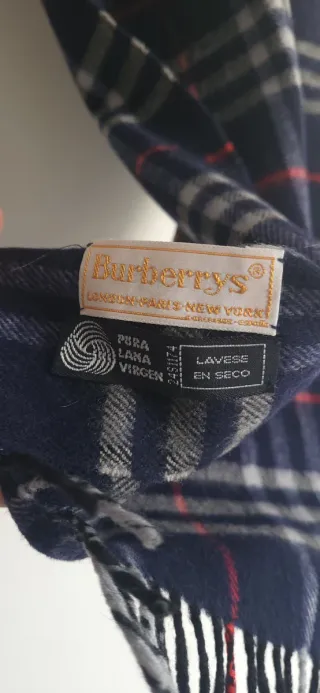 Burberrys®
LONDON·PARIS·NEW YORK
PURA
LANA
VIRGEN
LAVESE
EN SECO